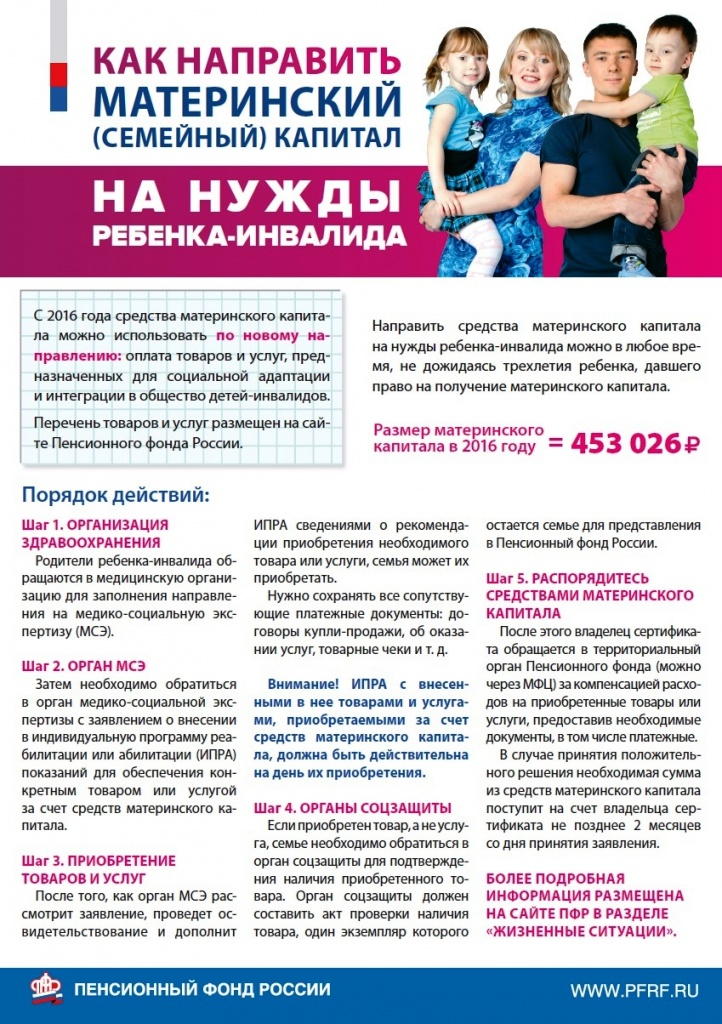 КАК НАПРАВИТЬ
МАТЕРИНСКИЙ
(СЕМЕЙНЫЙ) КАПИТАЛ
НА НУЖДЫ
РЕБЕНКА-ИНВАЛИДА
С 2016 года средства материнского капита-
ла можно использовать по новому на-
правлению: оплата товаров и услуг, пред-
назначенных для социальной адаптации
и интеграции в общество детей-инвалидов.
Перечень товаров и услуг размещен на сай-
те Пенсионного фонда России.
Направить средства материнского капитала
на нужды ребенка-инвалида можно в любое вре-
мя, не дожидаясь трехлетия ребенка, давшего
право на получение материнского капитала.
Размер материнского
капитала в 2016 году = 453 026 ₽
Порядок действий:
Шаг 1. ОРГАНИЗАЦИЯ
ЗДРАВООХРАНЕНИЯ
Родители ребенка-инвалида об-
ращаются в медицинскую органи-
зацию для заполнения направле-
ния на медико-социальную экс-
пертизу (МСЭ).
Шаг 2. ОРГАН МСЭ
Затем необходимо обратиться
в орган медико-социальной экс-
пертизы с заявлением о внесении
в индивидуальную программу реа-
билитации или абилитации (ИПРА)
показаний для обеспечения кон-
кретным товаром или услугой
за счет средств материнского ка-
питала.
Шаг 3. ПРИОБРЕТЕНИЕ
ТОВАРОВ И УСЛУГ
После того, как орган МСЭ рас-
смотрит заявление, проведет ос-
видетельствование и дополнит
ИПРА сведениями о рекоменда-
ции приобретения необходимого
товара или услуги, семья может их
приобретать.
Нужно сохранять все сопутству-
ющие платежные документы: до-
говоры купли-продажи, об оказа-
нии услуг, товарные чеки и т. д.
Внимание! ИПРА с внесен-
ными в нее товарами и услуга-
ми, приобретаемыми за счет
средств материнского капита-
ла, должна быть действительна
на день их приобретения.
Шаг 4. ОРГАНЫ СОЦЗАЩИТЫ
Если приобретен товар, а не услу-
га, семье необходимо обратиться в
орган соцзащиты для подтвержде-
ния наличия приобретенного то-
вара. Орган соцзащиты должен
составить акт проверки наличия
товара, один экземпляр которого
остается семье для представления
в Пенсионный фонд России.
Шаг 5. РАСПОРЯДИТЕСЬ
СРЕДСТВАМИ МАТЕРИНСКОГО
КАПИТАЛА
После этого владелец сертифика-
та обращается в территориальный
орган Пенсионного фонда (можно
через МФЦ) за компенсацией расхо-
дов на приобретенные товары или
услуги, предоставив необходимые
документы, в том числе платежные.
В случае принятия положитель-
ного решения необходимая сумма
из средств материнского капитала
поступит на счет владельца сер-
тификата не позднее 2 месяцев
со дня принятия заявления.
БОЛЕЕ ПОДРОБНАЯ
ИНФОРМАЦИЯ РАЗМЕЩЕНА
НА САЙТЕ ПФР В РАЗДЕЛЕ
«ЖИЗНЕННЫЕ СИТУАЦИИ».
ПФР ПЕНСИОННЫЙ ФОНД РОССИИ
WWW.PFRF.RU